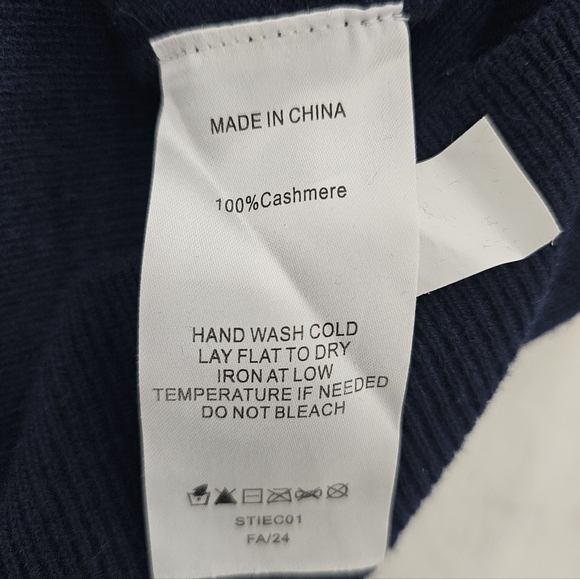 MADE IN CHINA
100%Cashmere
HAND WASH COLD
LAY FLAT TO DRY
IRON AT LOW
TEMPERATURE IF NEEDED
DO NOT BLEACH
STIEC01
FA/24